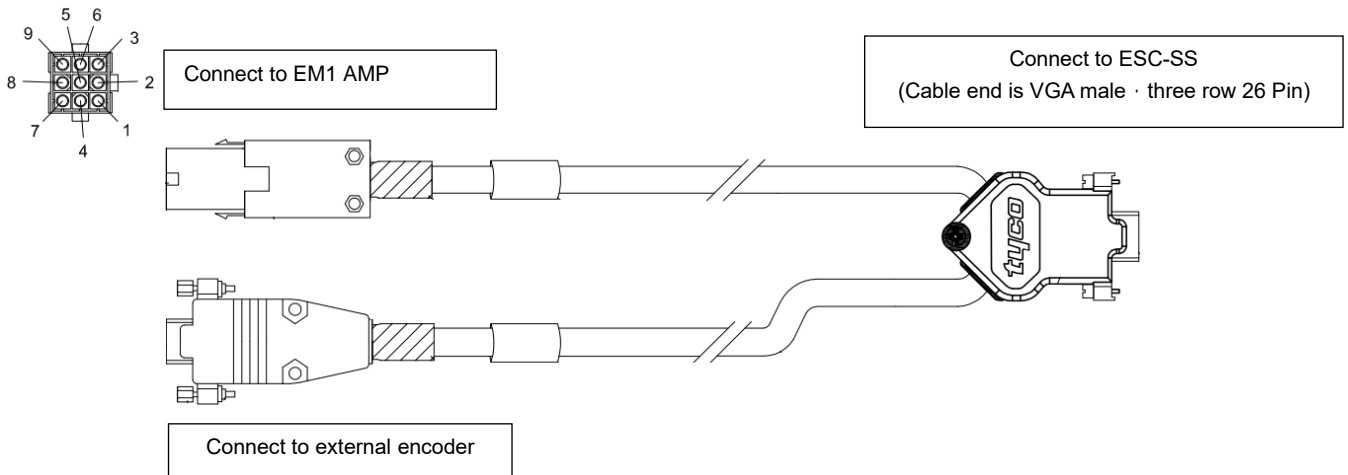 5 6
9 3
8 2
7 1
4
Connect to EM1 AMP
Connect to ESC-SS
(Cable end is VGA male · three row 26 Pin)
tyco
Connect to external encoder